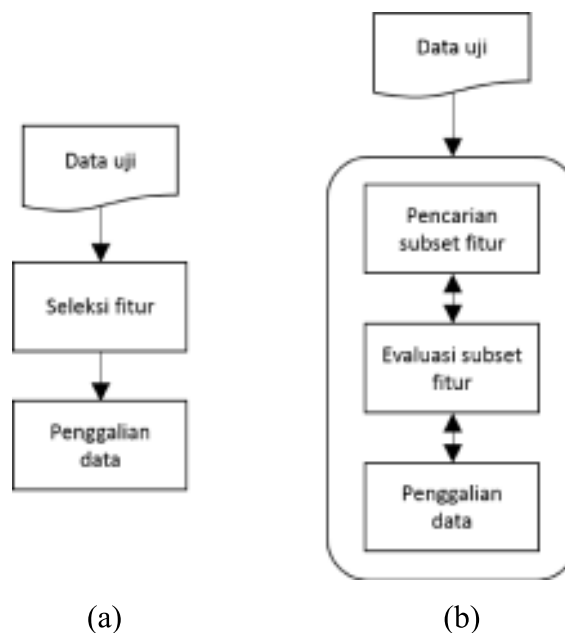 Data uji
Seleksi fitur
Penggalian
data
(a)
Data uji
Pencarian
subset fitur
Evaluasi subset
fitur
Penggalian
data
(b)